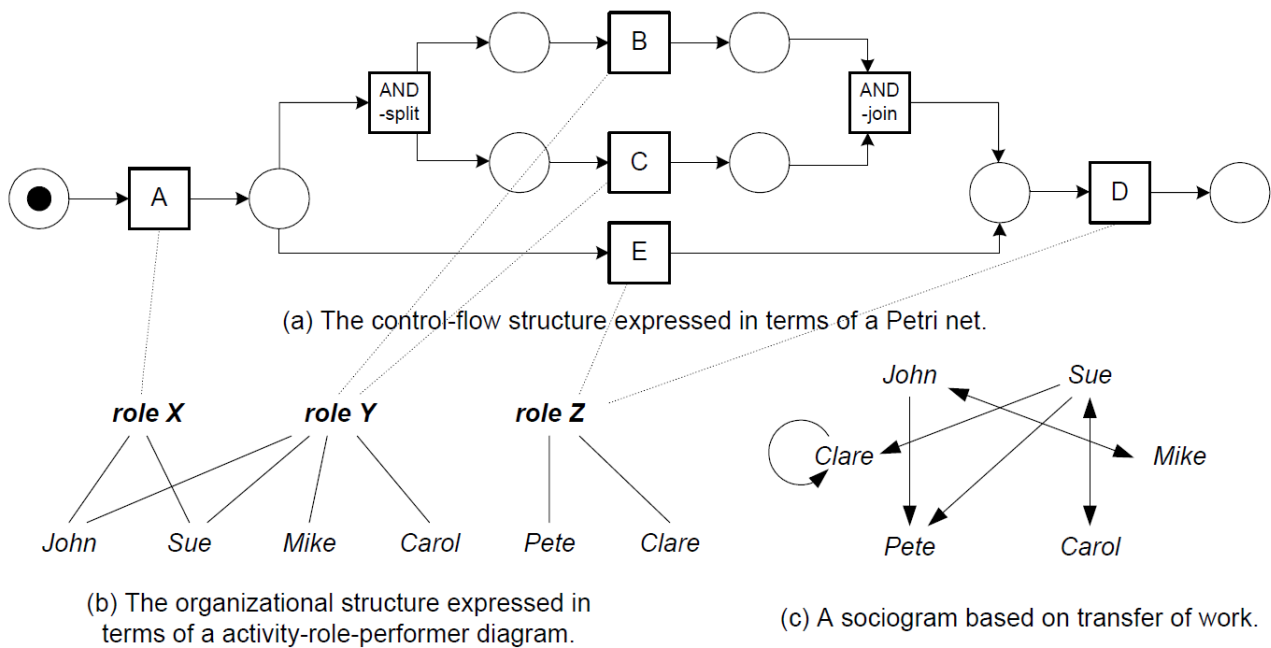 B
AND
-split
AND
-join
C
A
D
E
(a) The control-flow structure expressed in terms of a Petri net.
role X
role Y
role Z
John
Sue
Mike
Carol
Pete
Clare
(b) The organizational structure expressed in
terms of a activity-role-performer diagram.
John
Sue
Clare
Mike
Pete
Carol
(c) A sociogram based on transfer of work.